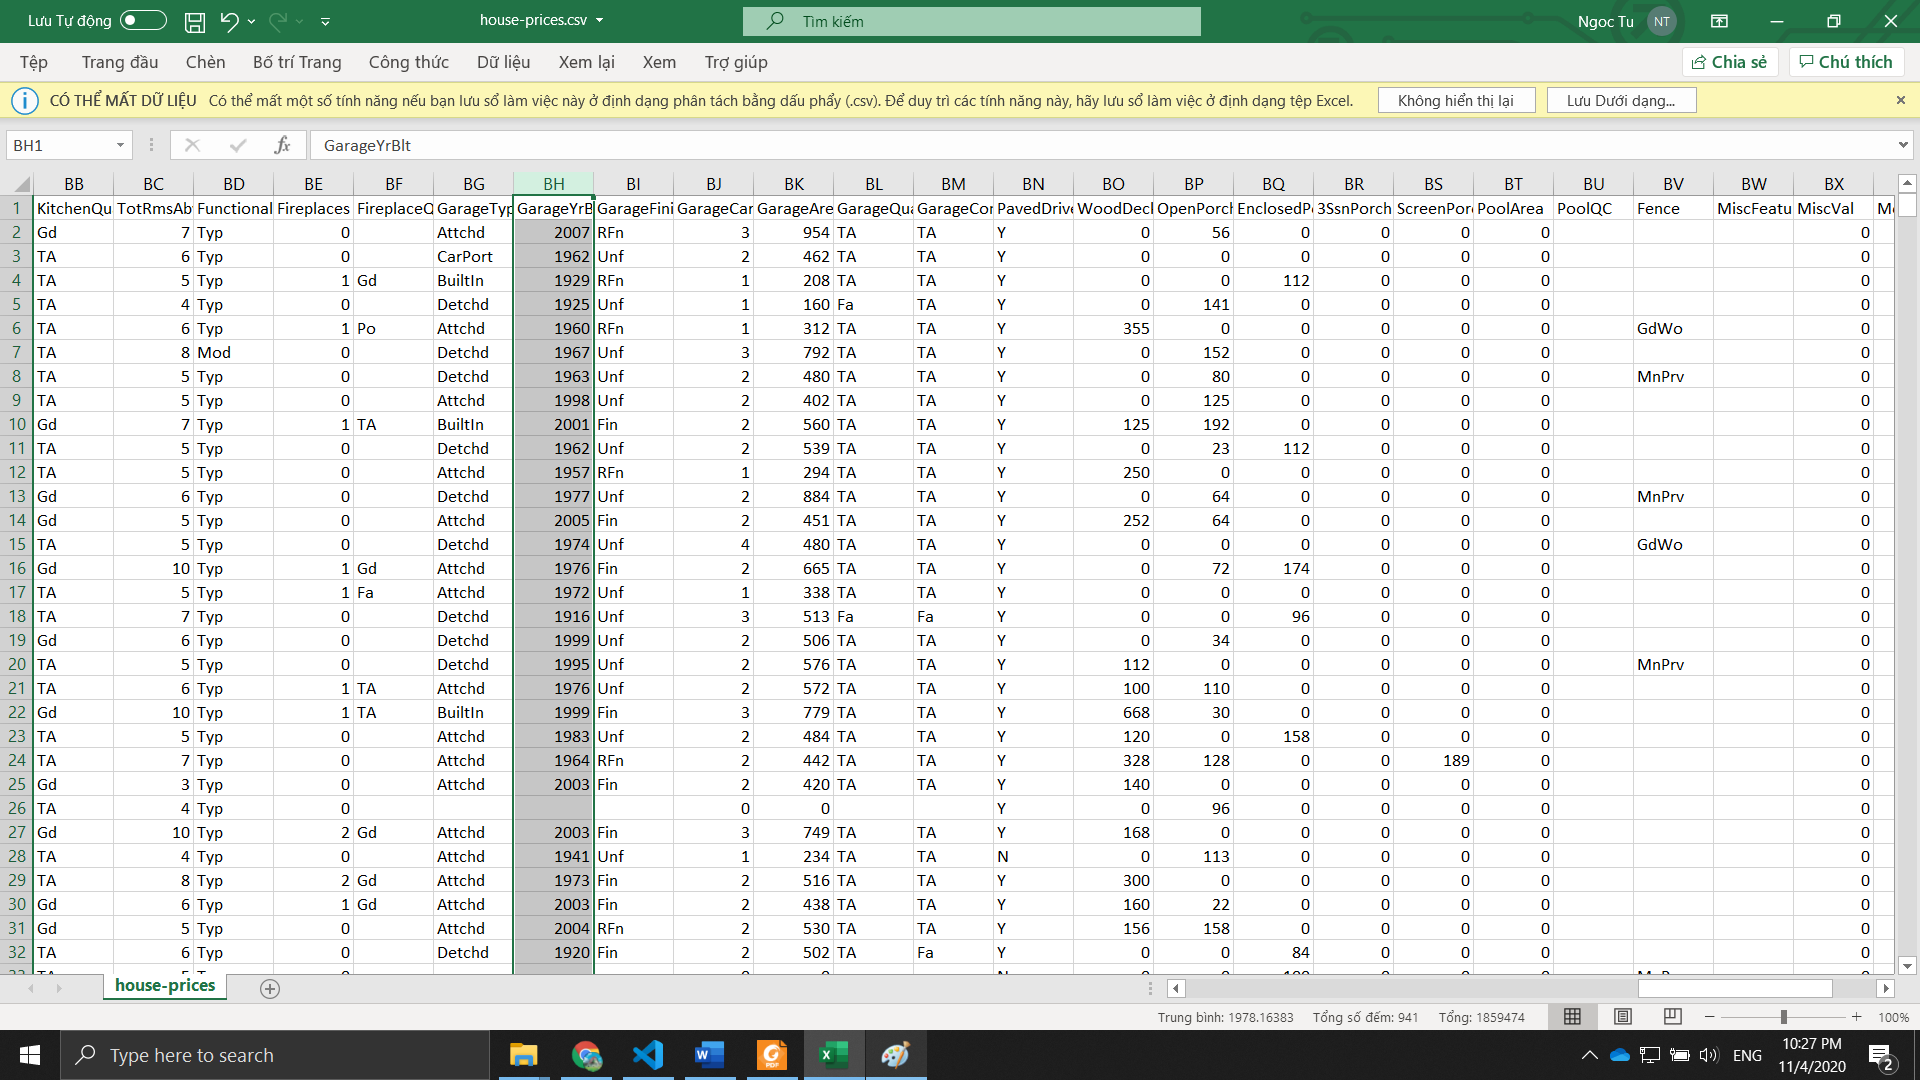 Lưu Tự động house-prices.csv Tìm kiếm Ngoc Tu NT
Tệp Trang đầu Chèn Bố trí Trang Công thức Dữ liệu Xem lại Xem Trợ giúp Chia sẻ Chú thích
CÓ THỂ MẤT DỮ LIỆU Có thể mất một số tính năng nếu bạn lưu sổ làm việc này ở định dạng phân tách bằng dấu phẩy (.csv). Để duy trì các tính năng này, hãy lưu sổ làm việc ở định dạng tệp Excel. Không hiển thị lại Lưu Dưới dạng...
BH1 fx GarageYrBlt
BB BC BD BE BF BG BH BI BJ BK BL BM BN BO BP BQ BR BS BT BU BV BW BX
1 KitchenQu TotRmsAb Functional Fireplaces FireplaceQ GarageTyp GarageYrB GarageFini GarageCar GarageAre GarageQua GarageCon PavedDrive WoodDeck OpenPorch EnclosedPo 3SsnPorch ScreenPorc PoolArea PoolQC Fence MiscFeatu MiscVal Mo
2 Gd 7 Typ 0 Attchd 2007 RFn 3 954 TA TA Y 0 56 0 0 0 0 0
3 TA 6 Typ 0 CarPort 1962 Unf 2 462 TA TA Y 0 0 0 0 0 0 0
4 TA 5 Typ 1 Gd BuiltIn 1929 RFn 1 208 TA TA Y 0 0 112 0 0 0 0
5 TA 4 Typ 0 Detchd 1925 Unf 1 160 Fa TA Y 0 141 0 0 0 0 0
6 TA 6 Typ 1 Po Attchd 1960 RFn 1 312 TA TA Y 355 0 0 0 0 0 GdWo 0
7 TA 8 Mod 0 Detchd 1967 Unf 3 792 TA TA Y 0 152 0 0 0 0 0
8 TA 5 Typ 0 Detchd 1963 Unf 2 480 TA TA Y 0 80 0 0 0 0 MnPrv 0
9 TA 5 Typ 0 Attchd 1998 Unf 2 402 TA TA Y 0 125 0 0 0 0 0
10 Gd 7 Typ 1 TA BuiltIn 2001 Fin 2 560 TA TA Y 125 192 0 0 0 0 0
11 TA 5 Typ 0 Detchd 1962 Unf 2 539 TA TA Y 0 23 112 0 0 0 0
12 TA 5 Typ 0 Attchd 1957 RFn 1 294 TA TA Y 250 0 0 0 0 0 0
13 Gd 6 Typ 0 Detchd 1977 Unf 2 884 TA TA Y 0 64 0 0 0 0 MnPrv 0
14 Gd 5 Typ 0 Attchd 2005 Fin 2 451 TA TA Y 252 64 0 0 0 0 0
15 TA 5 Typ 0 Detchd 1974 Unf 4 480 TA TA Y 0 0 0 0 0 0 GdWo 0
16 Gd 10 Typ 1 Gd Attchd 1976 Fin 2 665 TA TA Y 0 72 174 0 0 0 0
17 TA 5 Typ 1 Fa Attchd 1972 Unf 1 338 TA TA Y 0 0 0 0 0 0 0
18 TA 7 Typ 0 Detchd 1916 Unf 3 513 Fa Fa Y 0 0 96 0 0 0 0
19 Gd 6 Typ 0 Detchd 1999 Unf 2 506 TA TA Y 0 34 0 0 0 0 0
20 TA 5 Typ 0 Detchd 1995 Unf 2 576 TA TA Y 112 0 0 0 0 0 MnPrv 0
21 TA 6 Typ 1 TA Attchd 1976 Unf 2 572 TA TA Y 100 110 0 0 0 0 0
22 Gd 10 Typ 1 TA BuiltIn 1999 Fin 3 779 TA TA Y 668 30 0 0 0 0 0
23 TA 5 Typ 0 Attchd 1983 Unf 2 484 TA TA Y 120 0 158 0 0 0 0
24 TA 7 Typ 0 Attchd 1964 RFn 2 442 TA TA Y 328 128 0 0 189 0 0
25 Gd 3 Typ 0 Attchd 2003 Fin 2 420 TA TA Y 140 0 0 0 0 0 0
26 TA 4 Typ 0 0 0 Y 0 96 0 0 0 0 0
27 Gd 10 Typ 2 Gd Attchd 2003 Fin 3 749 TA TA Y 168 0 0 0 0 0 0
28 TA 4 Typ 0 Attchd 1941 Unf 1 234 TA TA N 0 113 0 0 0 0 0
29 TA 8 Typ 2 Gd Attchd 1973 Fin 2 516 TA TA Y 300 0 0 0 0 0 0
30 Gd 6 Typ 1 Gd Attchd 2003 Fin 2 438 TA TA Y 160 22 0 0 0 0 0
31 Gd 5 Typ 0 Attchd 2004 RFn 2 530 TA TA Y 156 158 0 0 0 0 0
32 TA 6 Typ 0 Detchd 1920 Fin 2 502 TA Fa Y 0 0 84 0 0 0 0
house-prices
Trung bình: 1978.16383 Tổng số đếm: 941 Tổng: 1859474 100%
Type here to search ENG 10:27 PM
11/4/2020 2